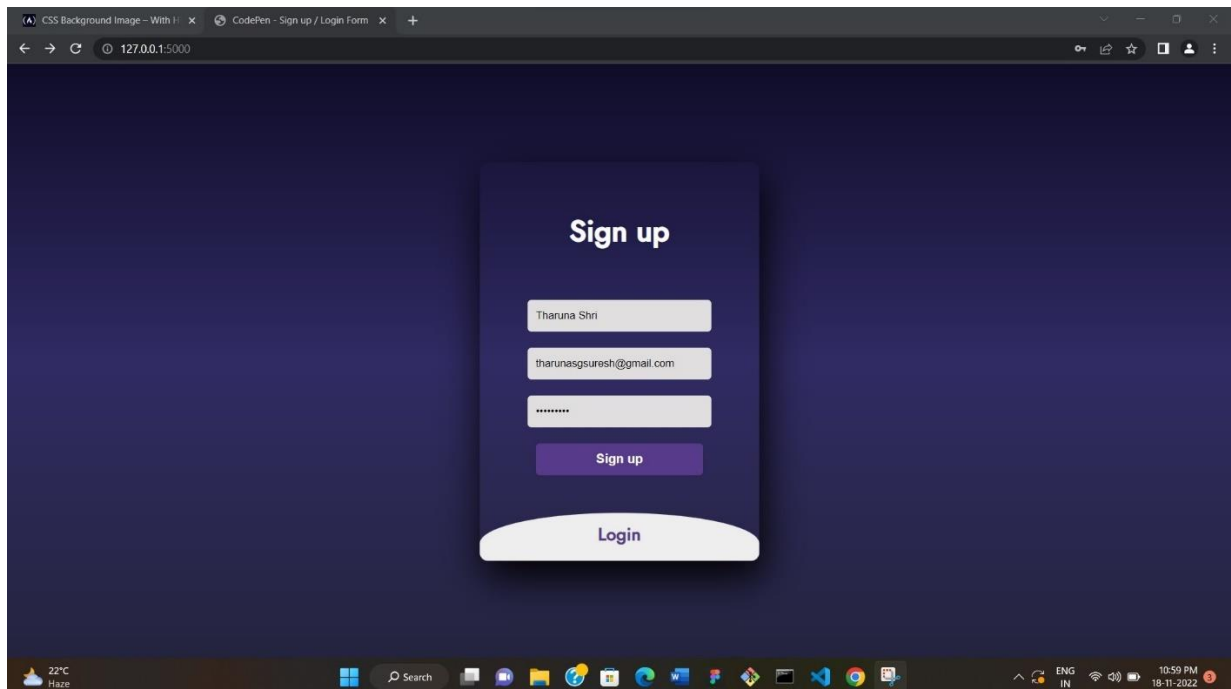 CSS Background Image – With H
CodePen - Sign up / Login Form
127.0.0.1:5000
Sign up
Tharuna Shri
tharunasgsuresh@gmail.com
•••••••••
Sign up
Login
22°C
Haze
Search
ENG
IN
10:59 PM
18-11-2022
3